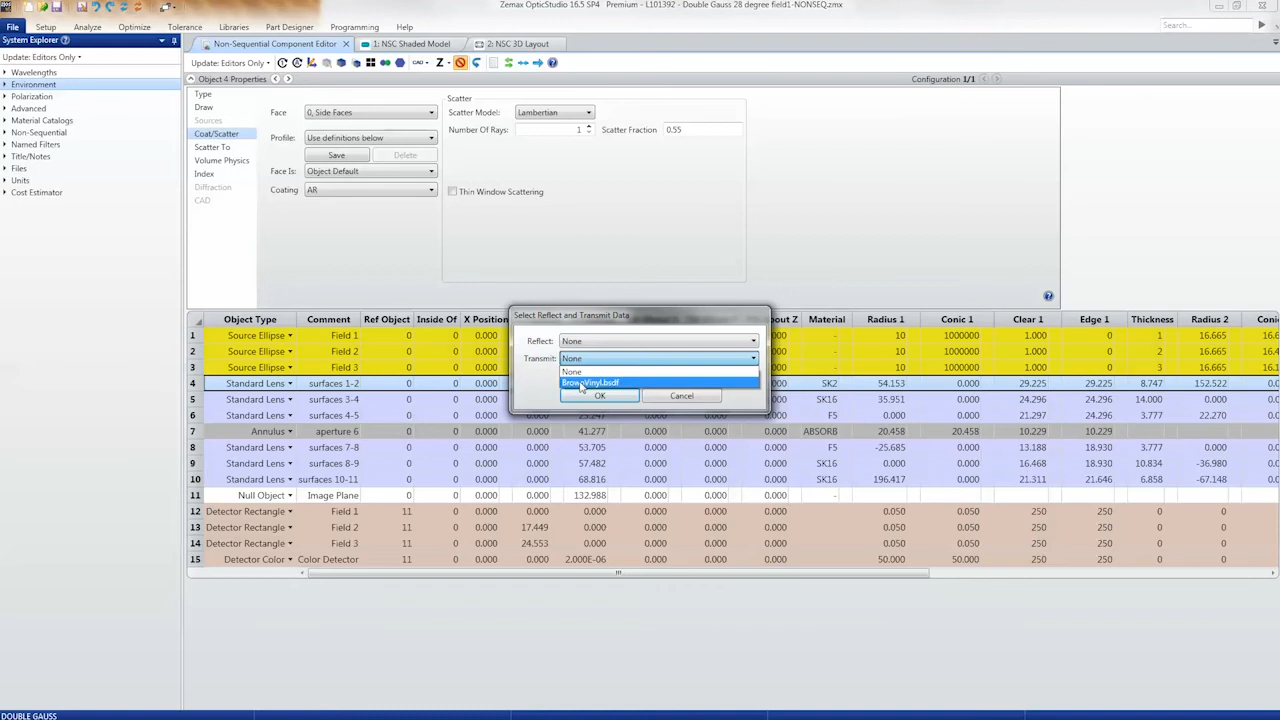 Zemax OpticStudio 16.5 SP4 Premium - L101392 - Double Gauss 28 degree field1-NONSEQ.zmx
File Setup Analyze Optimize Tolerance Libraries Part Designer Programming Help Search...
System Explorer
Non-Sequential Component Editor 1: NSC Shaded Model 2: NSC 3D Layout
Update: Editors Only
Update: Editors Only CAD Z
Wavelengths
Environment
Polarization
Advanced
Material Catalogs
Non-Sequential
Named Filters
Title/Notes
Files
Units
Cost Estimator
Object 4 Properties Configuration 1/1
Type
Draw
Sources
Coat/Scatter
Scatter To
Volume Physics
Index
Diffraction
CAD
Face 0, Side Faces
Profile: Use definitions below
Save Delete
Face Is: Object Default
Coating AR
Scatter
Scatter Model: Lambertian
Number Of Rays: 1 Scatter Fraction 0.55
Thin Window Scattering
Select Reflect and Transmit Data
Reflect: None
Transmit: None
None
BrownVinyl.bsdf
OK Cancel
Object Type Comment Ref Object Inside Of X Position Material Radius 1 Conic 1 Clear 1 Edge 1 Thickness Radius 2
1 Source Ellipse Field 1 0 0 0.000 - 10 1000000 1.000 1 16.665
2 Source Ellipse Field 2 0 0 0.000 - 10 1000000 1.000 2 16.665
3 Source Ellipse Field 3 0 0 0.000 - 10 1000000 1.000 3 16.665
4 Standard Lens surfaces 1-2 0 0 0.000 SK2 54.153 0.000 29.225 29.225 8.747 152.522 0.000
5 Standard Lens surfaces 3-4 0 0 0.000 SK16 35.951 0.000 24.296 24.296 14.000 0.000 0.000
6 Standard Lens surfaces 4-5 0 0 0.000 F5 0.000 0.000 21.297 24.296 3.777 22.270 0.000
7 Annulus aperture 6 0 0 0.000 0.000 41.277 0.000 0.000 0.000 ABSORB 20.458 20.458 10.229 10.229
8 Standard Lens surfaces 7-8 0 0 0.000 0.000 53.705 0.000 0.000 0.000 F5 -25.685 0.000 13.188 18.930 3.777 0.000 0.000
9 Standard Lens surfaces 8-9 0 0 0.000 0.000 57.482 0.000 0.000 0.000 SK16 0.000 0.000 16.468 18.930 10.834 -36.980 0.000
10 Standard Lens surfaces 10-11 0 0 0.000 0.000 68.816 0.000 0.000 0.000 SK16 196.417 0.000 21.311 21.646 6.858 -67.148 0.000
11 Null Object Image Plane 0 0 0.000 0.000 132.988 0.000 0.000 0.000 -
12 Detector Rectangle Field 1 11 0 0.000 0.000 0.000 0.000 0.000 0.000 0.050 0.050 250 250 0 0
13 Detector Rectangle Field 2 11 0 0.000 17.449 0.000 0.000 0.000 0.000 0.050 0.050 250 250 0 0
14 Detector Rectangle Field 3 11 0 0.000 24.553 0.000 0.000 0.000 0.000 0.050 0.050 250 250 0 0
15 Detector Color Color Detector 11 0 0.000 0.000 2.000E-06 0.000 0.000 0.000 50.000 50.000 250 250 0 0
DOUBLE GAUSS